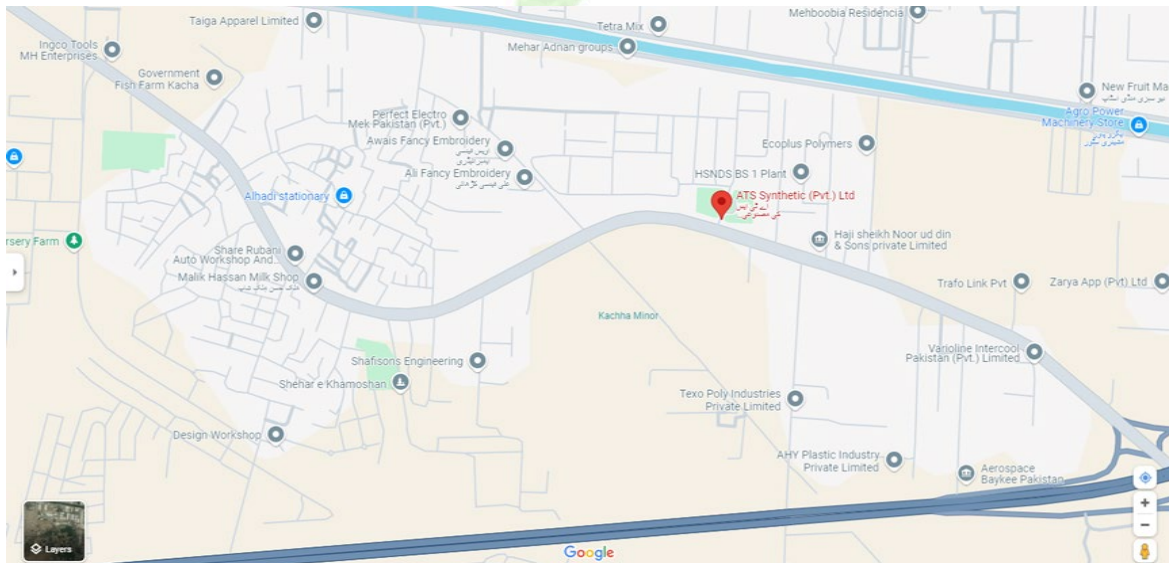 Taiga Apparel Limited
Tetra Mix
Mehboobia Residencia
Mehar Adnan groups
Ingco Tools
MH Enterprises
Government
Fish Farm Kacha
New Fruit Ma
Agro Power
Machinery Store
Perfect Electro
Mek Pakistan (Pvt.)
Awais Fancy Embroidery
Ecoplus Polymers
Ali Fancy Embroidery
HSNDS BS 1 Plant
Alhadi stationary
ATS Synthetic (Pvt.) Ltd
ersery Farm
Share Rubani
Auto Workshop And...
Haji sheikh Noor ud din
& Sons private Limited
Malik Hassan Milk Shop
Trafo Link Pvt
Zarya App (Pvt) Ltd
Kachha Minor
Varioline Intercool
Pakistan (Pvt.) Limited
Shafisons Engineering
Shehar e Khamoshan
Texo Poly Industries
Private Limited
Design Workshop
AHY Plastic Industry
Private Limited
Aerospace
Baykee Pakistan
Layers
Google